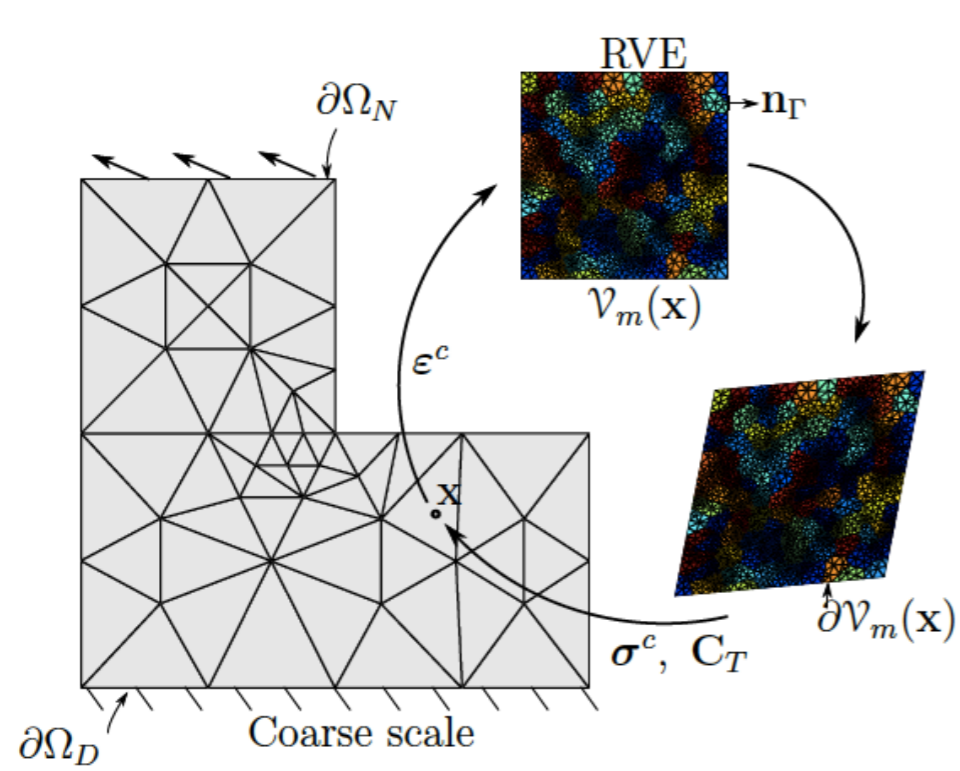 RVE
∂Ω_N
n_Γ
𝒱_m(x)
ε^c
x
∂𝒱_m(x)
σ^c, C_T
Coarse scale
∂Ω_D